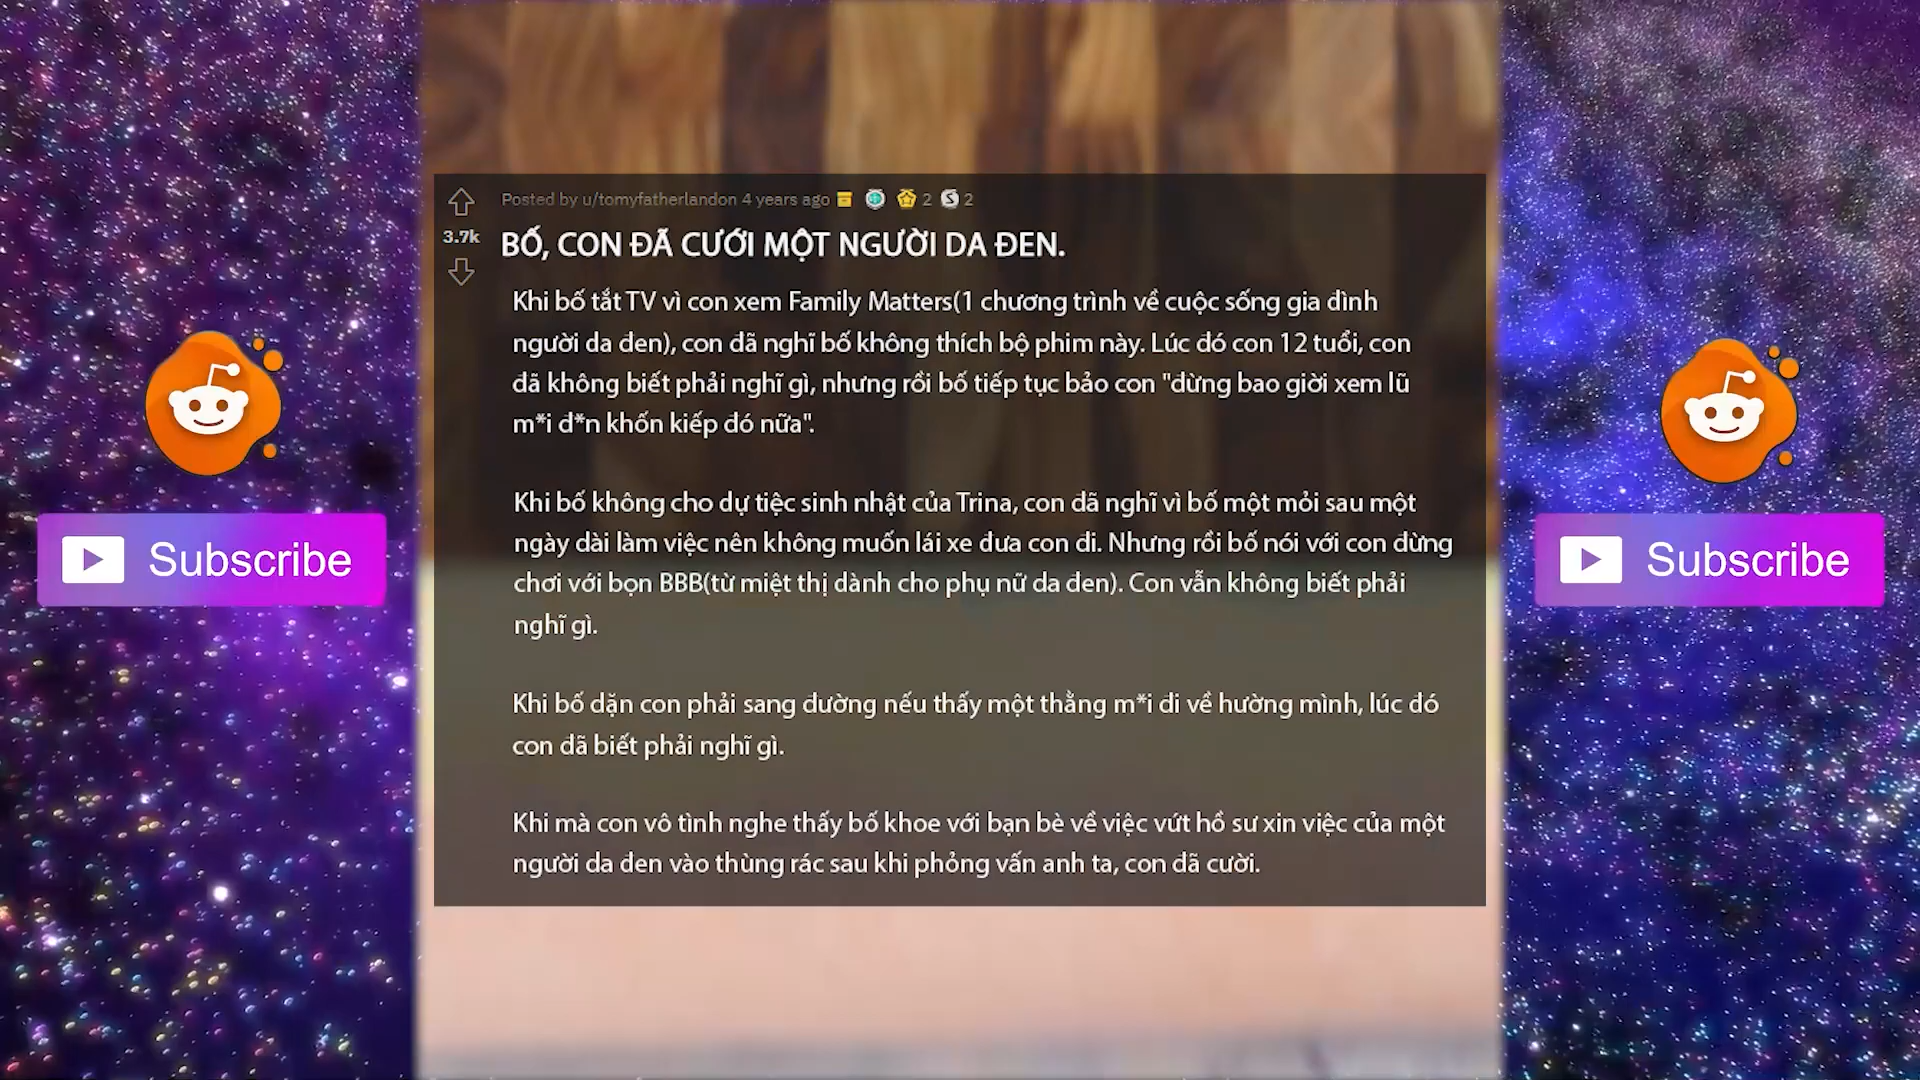 Posted by u/tomyfatherlandon 4 years ago 2 2
3.7k
BỐ, CON ĐÃ CƯỚI MỘT NGƯỜI DA ĐEN.
Khi bố tắt TV vì con xem Family Matters(1 chương trình về cuộc sống gia đình
người da đen), con đã nghĩ bố không thích bộ phim này. Lúc đó con 12 tuổi, con
đã không biết phải nghĩ gì, nhưng rồi bố tiếp tục bảo con "đừng bao giời xem lũ
m*i đ*n khốn kiếp đó nữa".
Khi bố không cho dự tiệc sinh nhật của Trina, con đã nghĩ vì bố một mỏi sau một
ngày dài làm việc nên không muốn lái xe đưa con đi. Nhưng rồi bố nói với con đừng
chơi với bọn BBB(từ miệt thị dành cho phụ nữ da đen). Con vẫn không biết phải
nghĩ gì.
Khi bố dặn con phải sang đường nếu thấy một thằng m*i đi về hường mình, lúc đó
con đã biết phải nghĩ gì.
Khi mà con vô tình nghe thấy bố khoe với bạn bè về việc vứt hồ sư xin việc của một
người da đen vào thùng rác sau khi phỏng vấn anh ta, con đã cười.
Subscribe
Subscribe